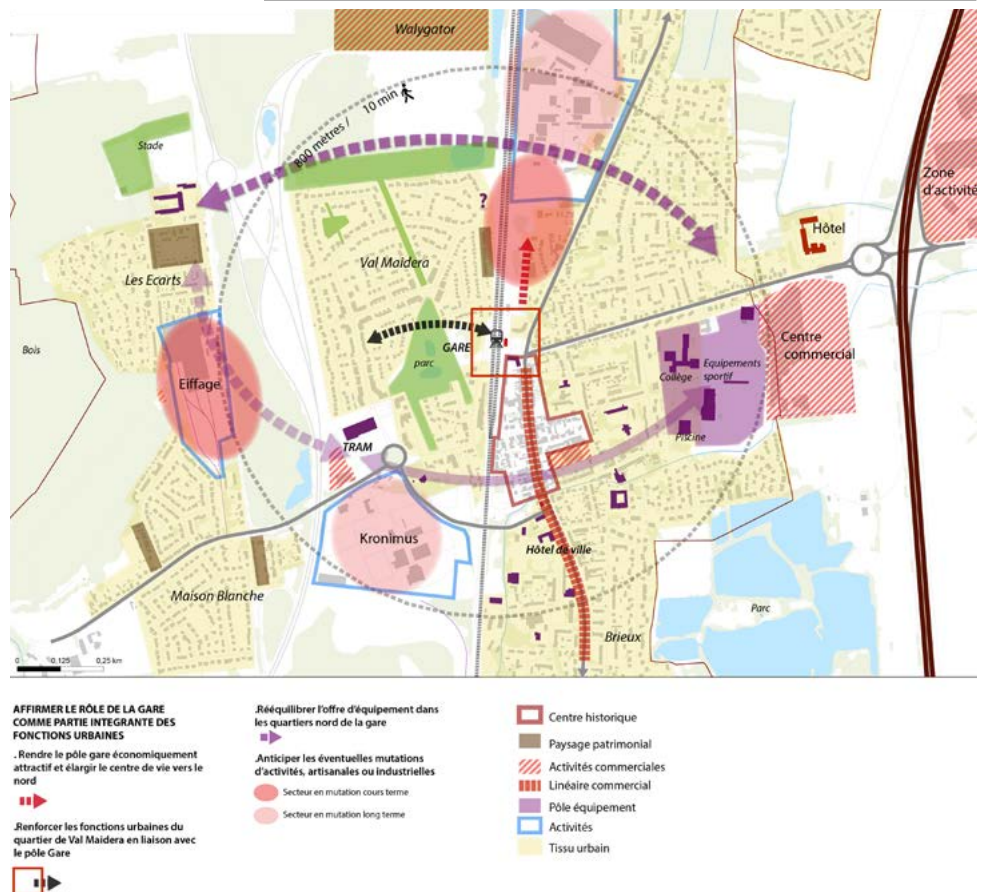 Walygator
800 mètres / 10 min
Stade
?
Zone
d'activité
Hôtel
Val Maidera
Les Ecarts
GARE
Bois
parc
Centre
commercial
Eiffage
Collège
Equipements
sportif
TRAM
Piscine
Kronimus
Hôtel de ville
Maison Blanche
Parc
Brieux
0 0.125 0,25 km
AFFIRMER LE RÔLE DE LA GARE
COMME PARTIE INTEGRANTE DES
FONCTIONS URBAINES
. Rendre le pôle gare économiquement
attractif et élargir le centre de vie vers le
nord
.Renforcer les fonctions urbaines du
quartier de Val Maidera en liaison avec
le pôle Gare
.Rééquilibrer l'offre d'équipement dans
les quartiers nord de la gare
.Anticiper les éventuelles mutations
d'activités, artisanales ou industrielles
Secteur en mutation cours terme
Secteur en mutation long terme
Centre historique
Paysage patrimonial
Activités commerciales
Linéaire commercial
Pôle équipement
Activités
Tissu urbain